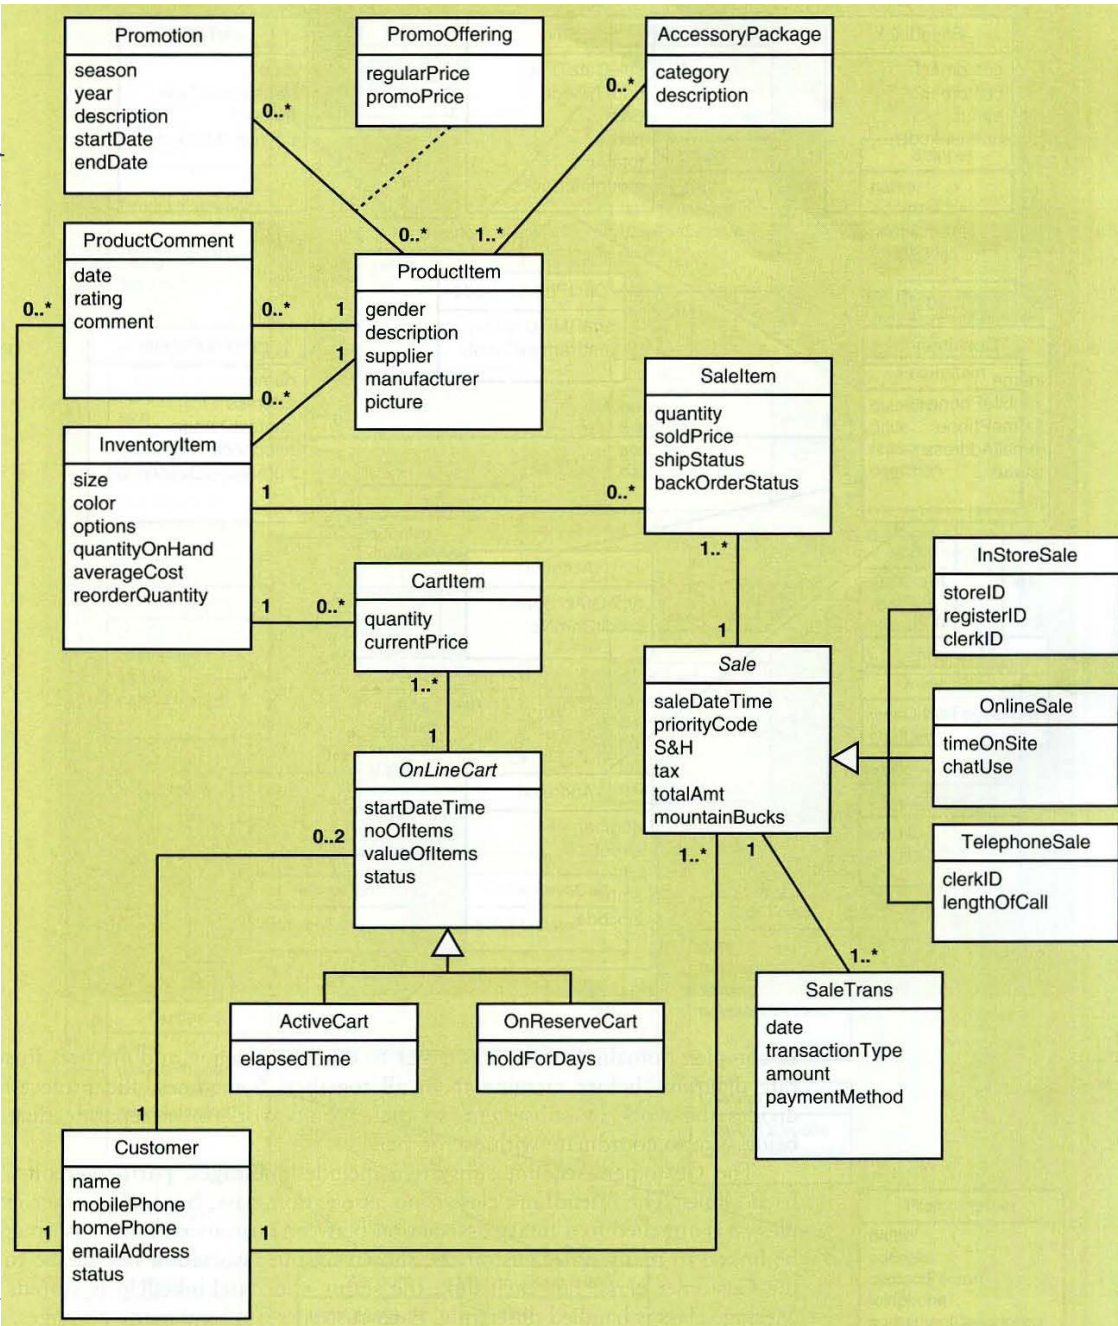 Promotion
season
year
description
startDate
endDate
0..*
PromoOffering
regularPrice
promoPrice
AccessoryPackage
category
description
0..*
0..*
1..*
ProductComment
date
rating
comment
0..*
0..*
1
ProductItem
gender
description
supplier
manufacturer
picture
1
0..*
InventoryItem
size
color
options
quantityOnHand
averageCost
reorderQuantity
1
0..*
SaleItem
quantity
soldPrice
shipStatus
backOrderStatus
1..*
1
1
0..*
CartItem
quantity
currentPrice
1..*
1
Sale
saleDateTime
priorityCode
S&H
tax
totalAmt
mountainBucks
InStoreSale
storeID
registerID
clerkID
OnlineSale
timeOnSite
chatUse
TelephoneSale
clerkID
lengthOfCall
OnLineCart
startDateTime
noOfItems
valueOfItems
status
0..2
1..*
1
1..*
ActiveCart
elapsedTime
OnReserveCart
holdForDays
SaleTrans
date
transactionType
amount
paymentMethod
1
Customer
name
mobilePhone
homePhone
emailAddress
status
1
1